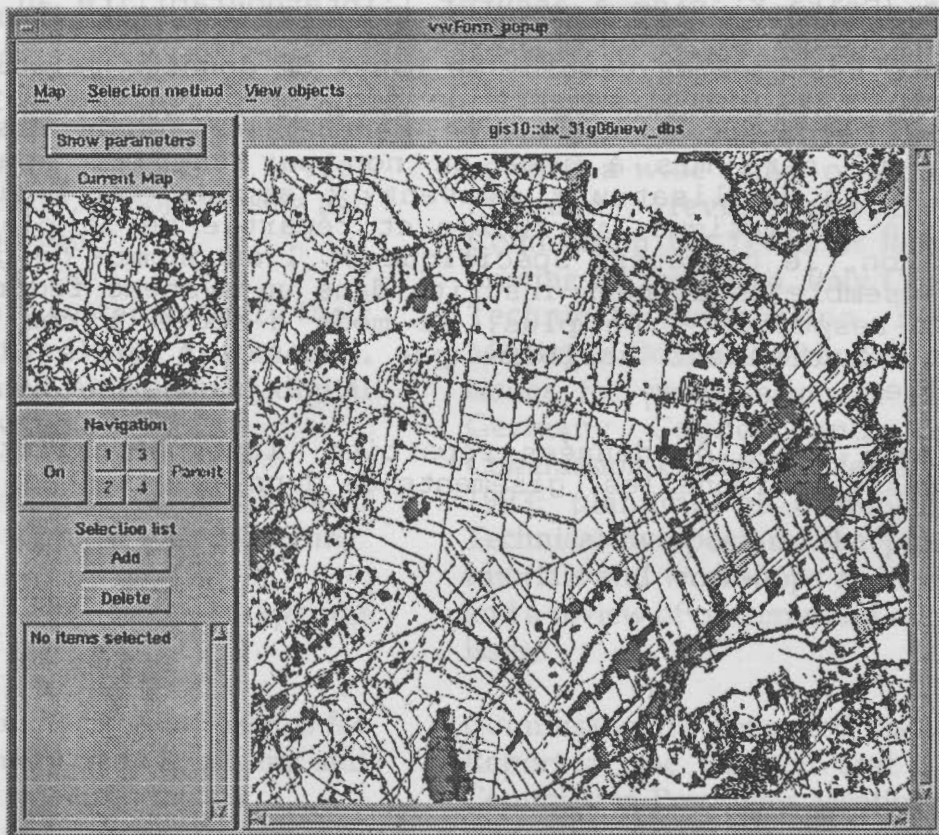 vwForm_popup
Map Selection method View objects
Show parameters
gis10::dx_31g06new_dbs
Current Map
Navigation
On 1 3 Parent
2 4
Selection list
Add
Delete
No items selected